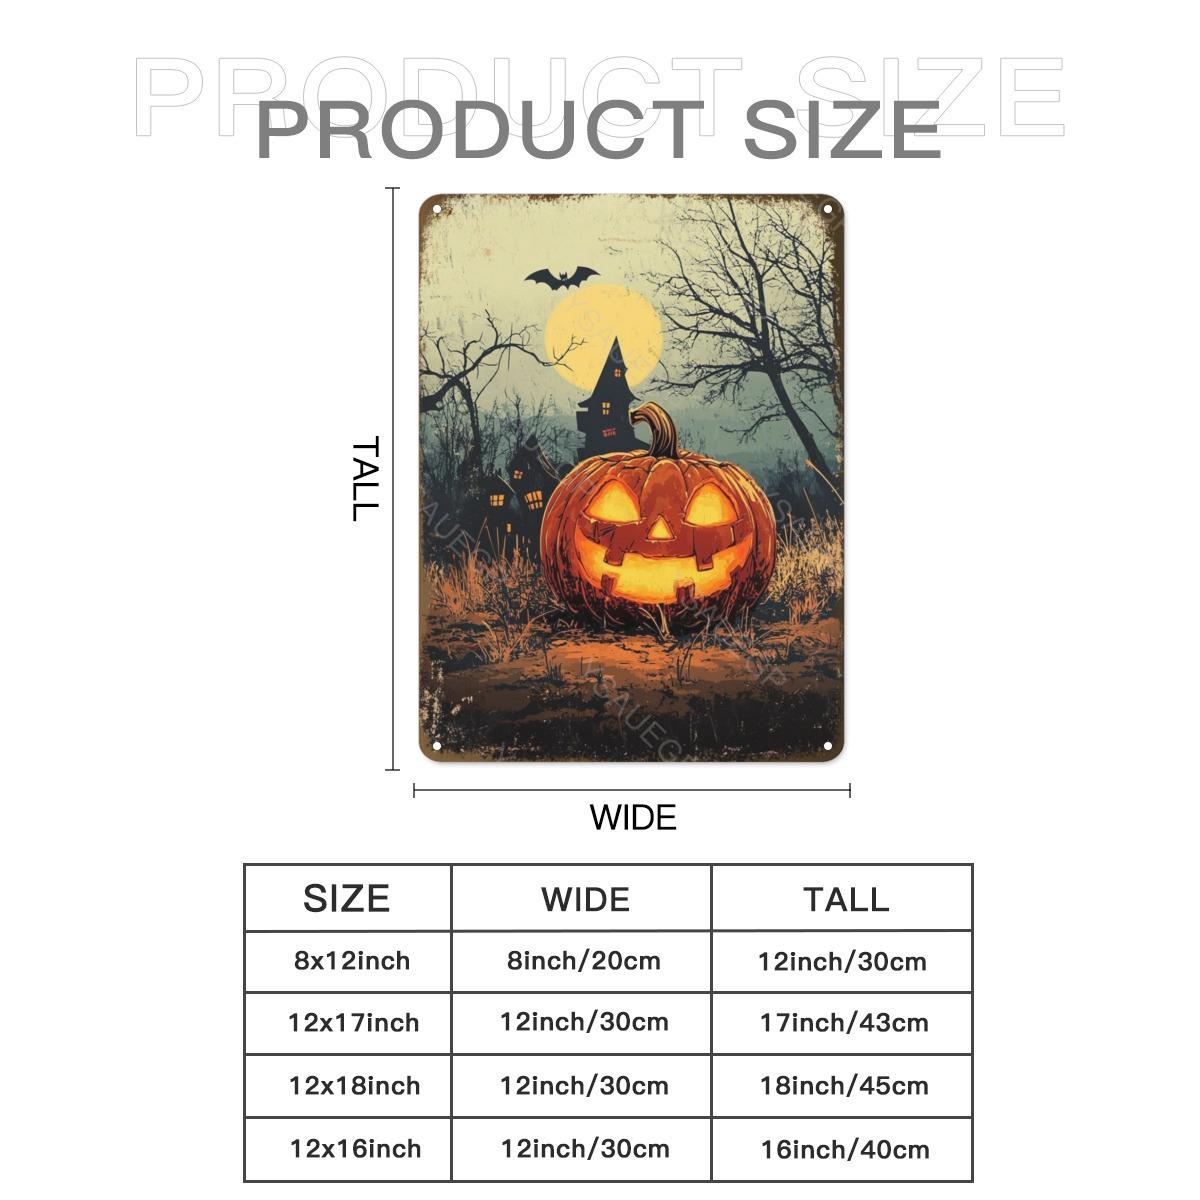 PRODUCT SIZE
PRODUCT SIZE
TALL
WIDE
SIZE WIDE TALL
8x12inch 8inch/20cm 12inch/30cm
12x17inch 12inch/30cm 17inch/43cm
12x18inch 12inch/30cm 18inch/45cm
12x16inch 12inch/30cm 16inch/40cm